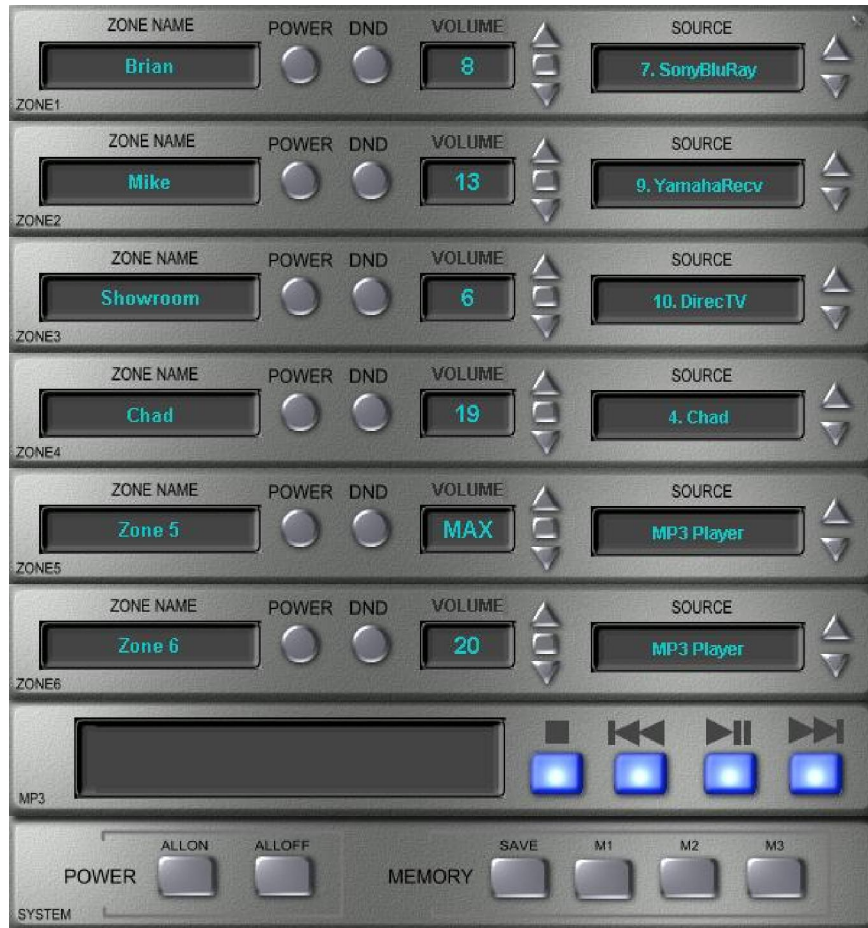 ZONE NAME POWER DND VOLUME SOURCE
Brian 8 7. SonyBluRay
ZONE1
ZONE NAME POWER DND VOLUME SOURCE
Mike 13 9. YamahaRecv
ZONE2
ZONE NAME POWER DND VOLUME SOURCE
Showroom 6 10. DirecTV
ZONE3
ZONE NAME POWER DND VOLUME SOURCE
Chad 19 4. Chad
ZONE4
ZONE NAME POWER DND VOLUME SOURCE
Zone 5 MAX MP3 Player
ZONE5
ZONE NAME POWER DND VOLUME SOURCE
Zone 6 20 MP3 Player
ZONE6
MP3
ALLON ALLOFF SAVE M1 M2 M3
POWER MEMORY
SYSTEM